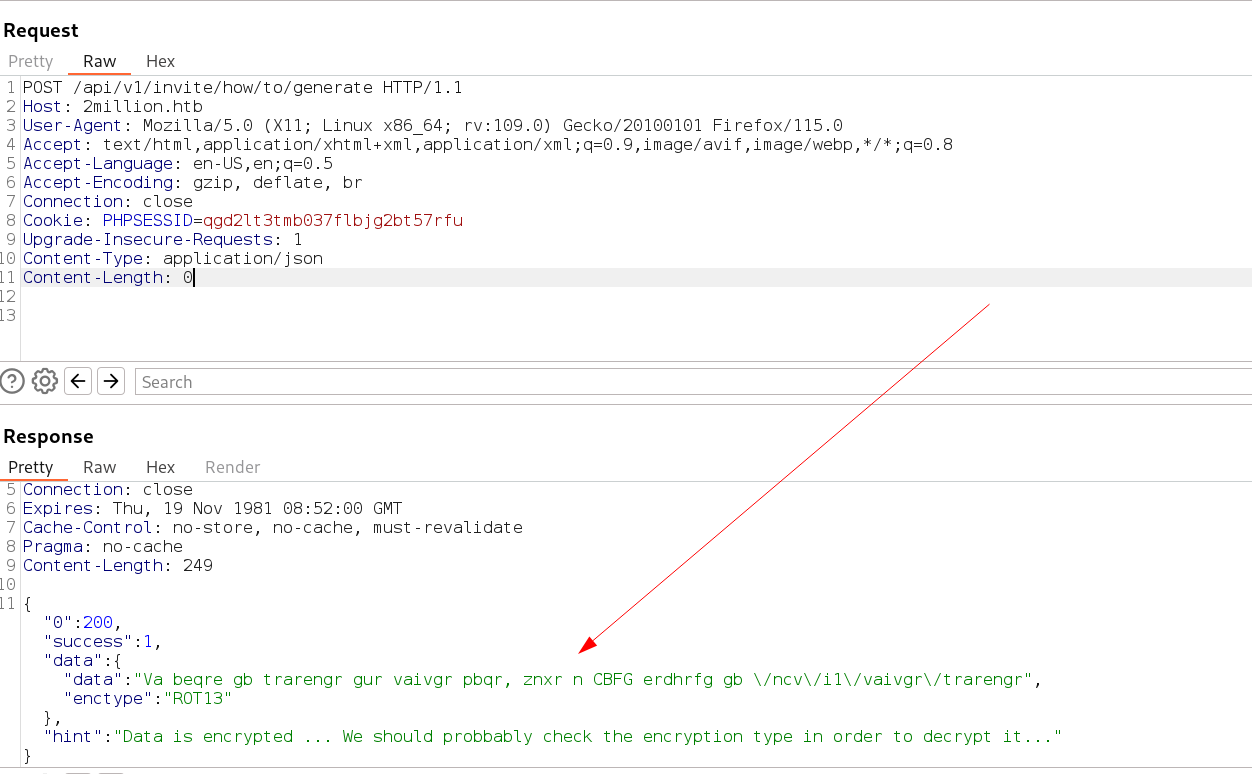 Request
Pretty Raw Hex
1 POST /api/v1/invite/how/to/generate HTTP/1.1
2 Host: 2million.htb
3 User-Agent: Mozilla/5.0 (X11; Linux x86_64; rv:109.0) Gecko/20100101 Firefox/115.0
4 Accept: text/html,application/xhtml+xml,application/xml;q=0.9,image/avif,image/webp,*/*;q=0.8
5 Accept-Language: en-US,en;q=0.5
6 Accept-Encoding: gzip, deflate, br
7 Connection: close
8 Cookie: PHPSESSID=qgd2lt3tmb037flbjg2bt57rfu
9 Upgrade-Insecure-Requests: 1
10 Content-Type: application/json
11 Content-Length: 0
12
13
Search
Response
Pretty Raw Hex Render
5 Connection: close
6 Expires: Thu, 19 Nov 1981 08:52:00 GMT
7 Cache-Control: no-store, no-cache, must-revalidate
8 Pragma: no-cache
9 Content-Length: 249
10
11 {
"0":200,
"success":1,
"data":{
"data":"Va beqre gb trarengr gur vaivgr pbqr, znxr n CBFG erdhrfg gb \/ncv\/i1\/vaivgr\/trarengr",
"enctype":"ROT13"
},
"hint":"Data is encrypted ... We should probbably check the encryption type in order to decrypt it..."
}